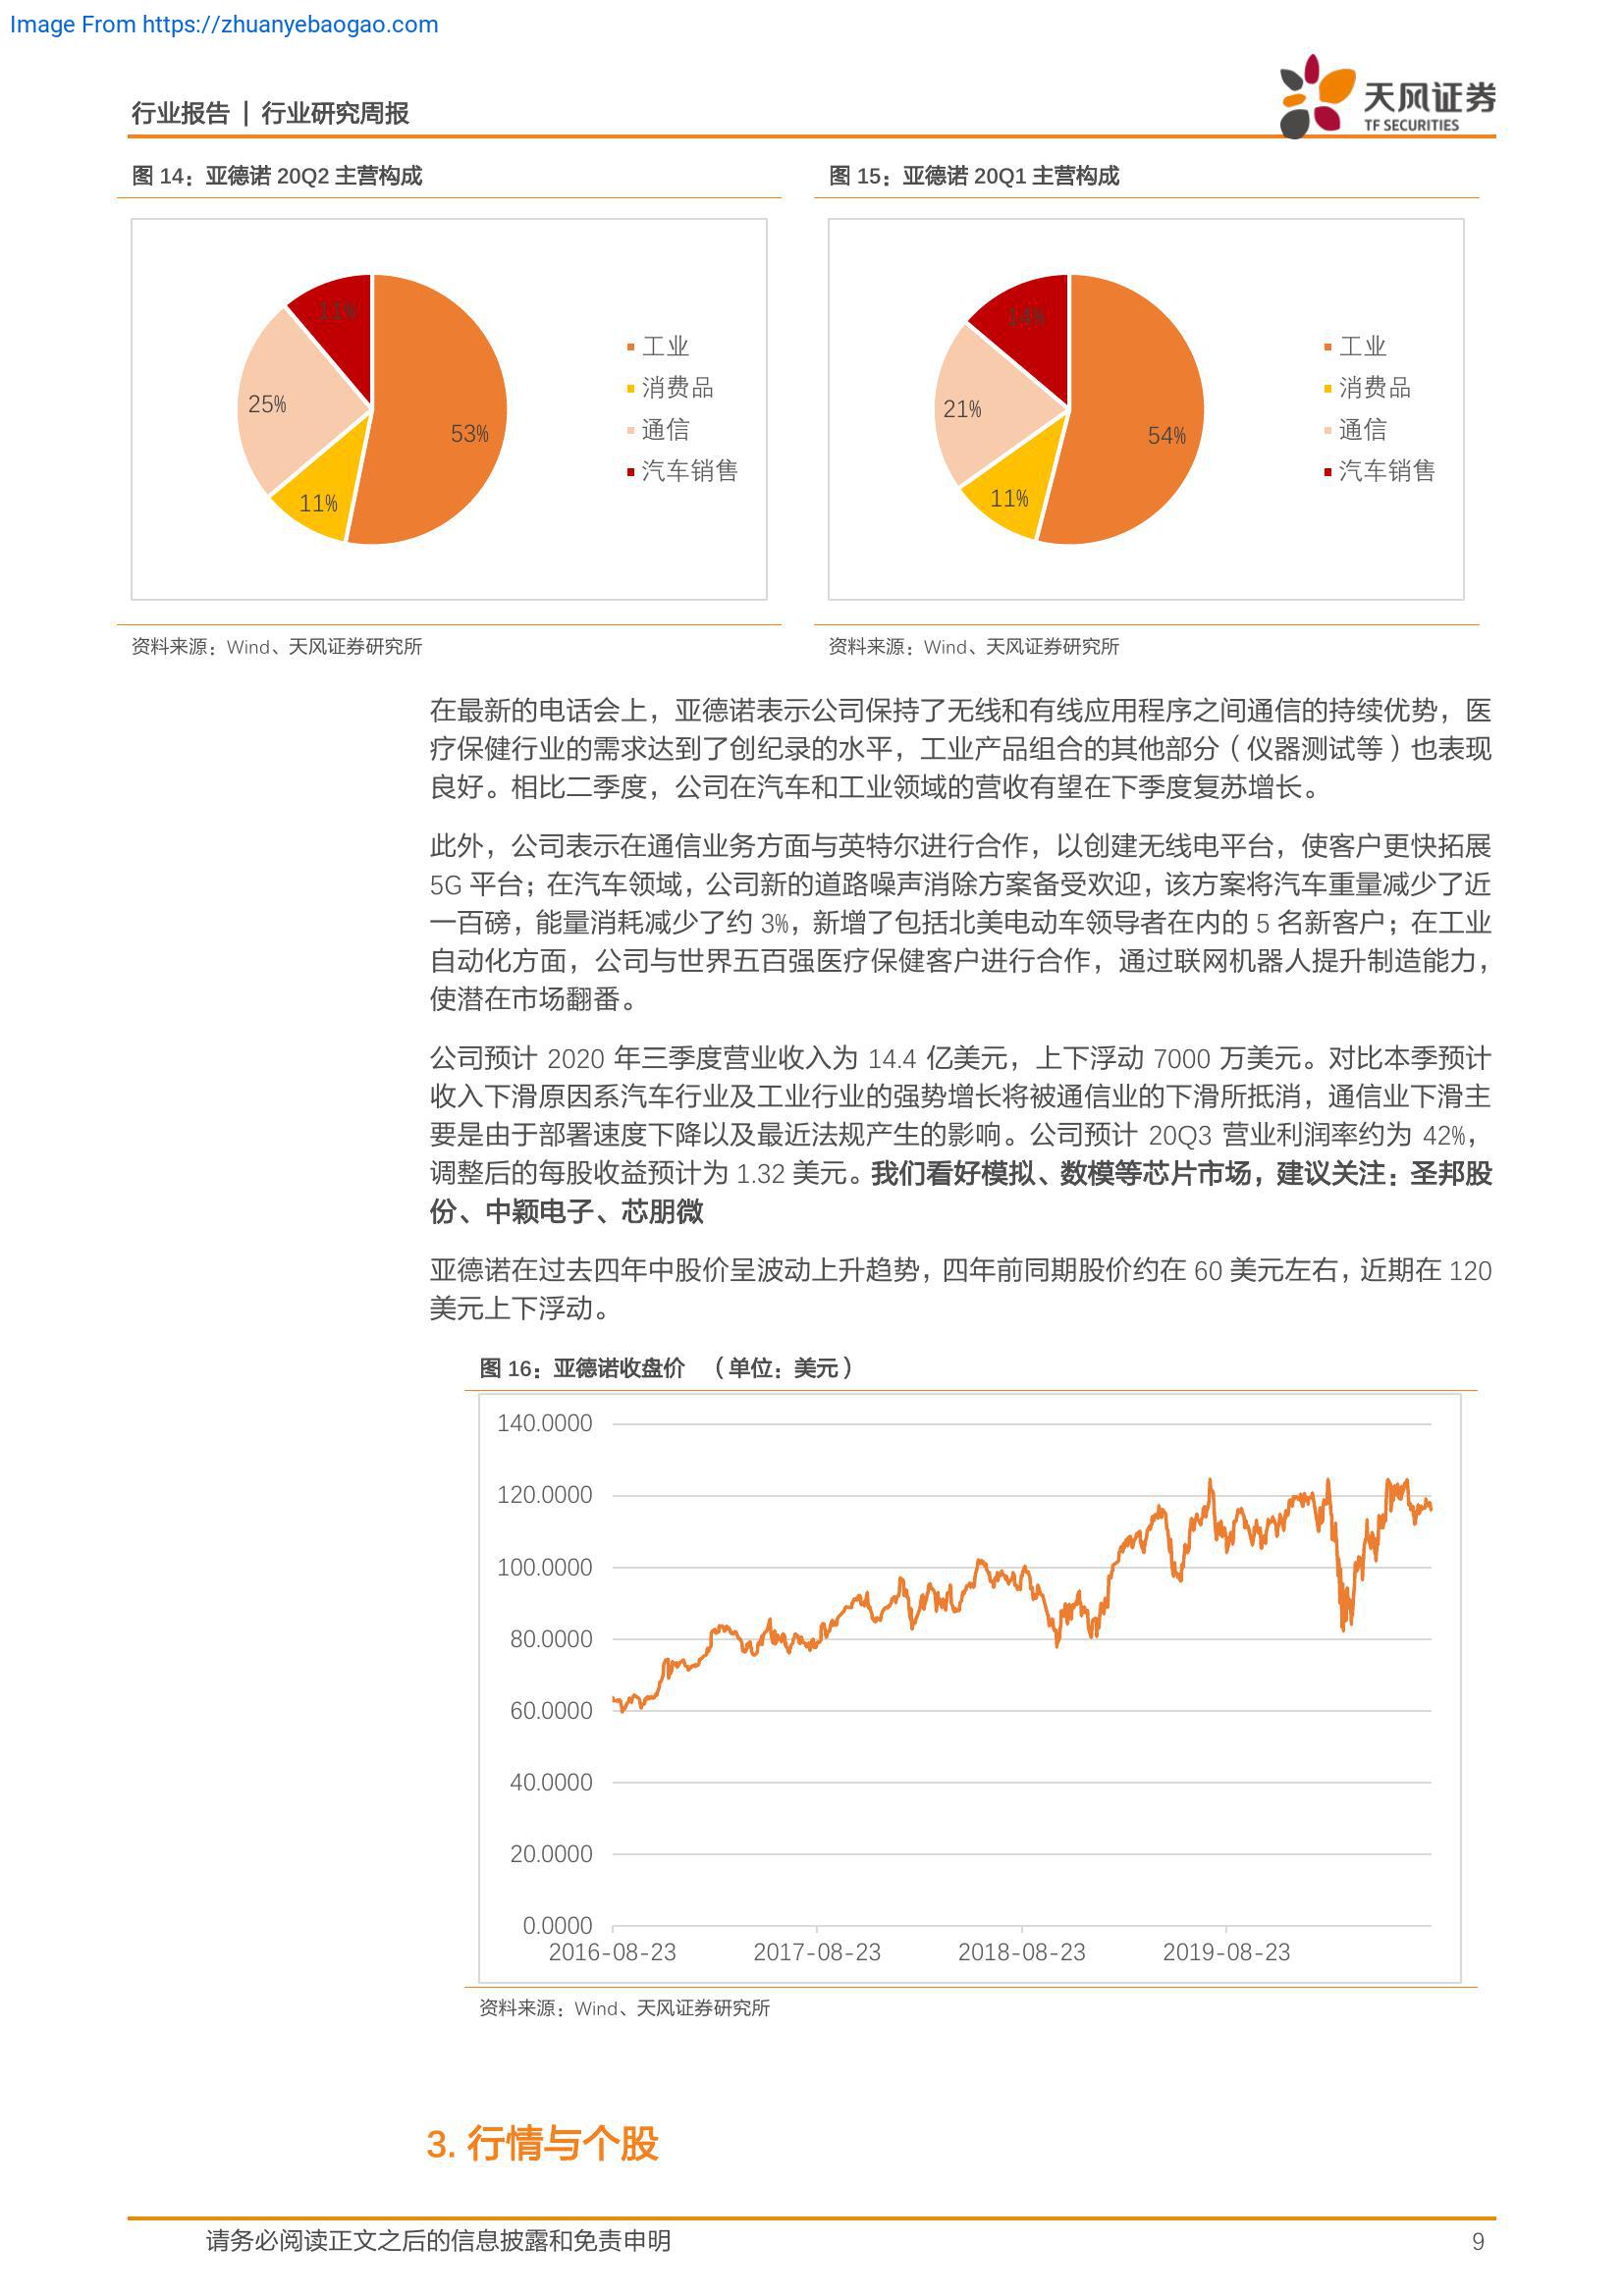 Image From https://zhuanyebaogao.com
行业报告 | 行业研究周报
天风证券
TF SECURITIES
图 14：亚德诺 20Q2 主营构成
11%
25%
53%
11%
工业
消费品
通信
汽车销售
资料来源：Wind、天风证券研究所
图 15：亚德诺 20Q1 主营构成
14%
21%
54%
11%
工业
消费品
通信
汽车销售
资料来源：Wind、天风证券研究所
在最新的电话会上，亚德诺表示公司保持了无线和有线应用程序之间通信的持续优势，医
疗保健行业的需求达到了创纪录的水平，工业产品组合的其他部分（仪器测试等）也表现
良好。相比二季度，公司在汽车和工业领域的营收有望在下季度复苏增长。
此外，公司表示在通信业务方面与英特尔进行合作，以创建无线电平台，使客户更快拓展
5G 平台；在汽车领域，公司新的道路噪声消除方案备受欢迎，该方案将汽车重量减少了近
一百磅，能量消耗减少了约 3%，新增了包括北美电动车领导者在内的 5 名新客户；在工业
自动化方面，公司与世界五百强医疗保健客户进行合作，通过联网机器人提升制造能力，
使潜在市场翻番。
公司预计 2020 年三季度营业收入为 14.4 亿美元，上下浮动 7000 万美元。对比本季预计
收入下滑原因系汽车行业及工业行业的强势增长将被通信业的下滑所抵消，通信业下滑主
要是由于部署速度下降以及最近法规产生的影响。公司预计 20Q3 营业利润率约为 42%，
调整后的每股收益预计为 1.32 美元。我们看好模拟、数模等芯片市场，建议关注：圣邦股
份、中颖电子、芯朋微
亚德诺在过去四年中股价呈波动上升趋势，四年前同期股价约在 60 美元左右，近期在 120
美元上下浮动。
图 16：亚德诺收盘价 （单位：美元）
140.0000
120.0000
100.0000
80.0000
60.0000
40.0000
20.0000
0.0000
2016-08-23 2017-08-23 2018-08-23 2019-08-23
资料来源：Wind、天风证券研究所
3. 行情与个股
请务必阅读正文之后的信息披露和免责申明 9